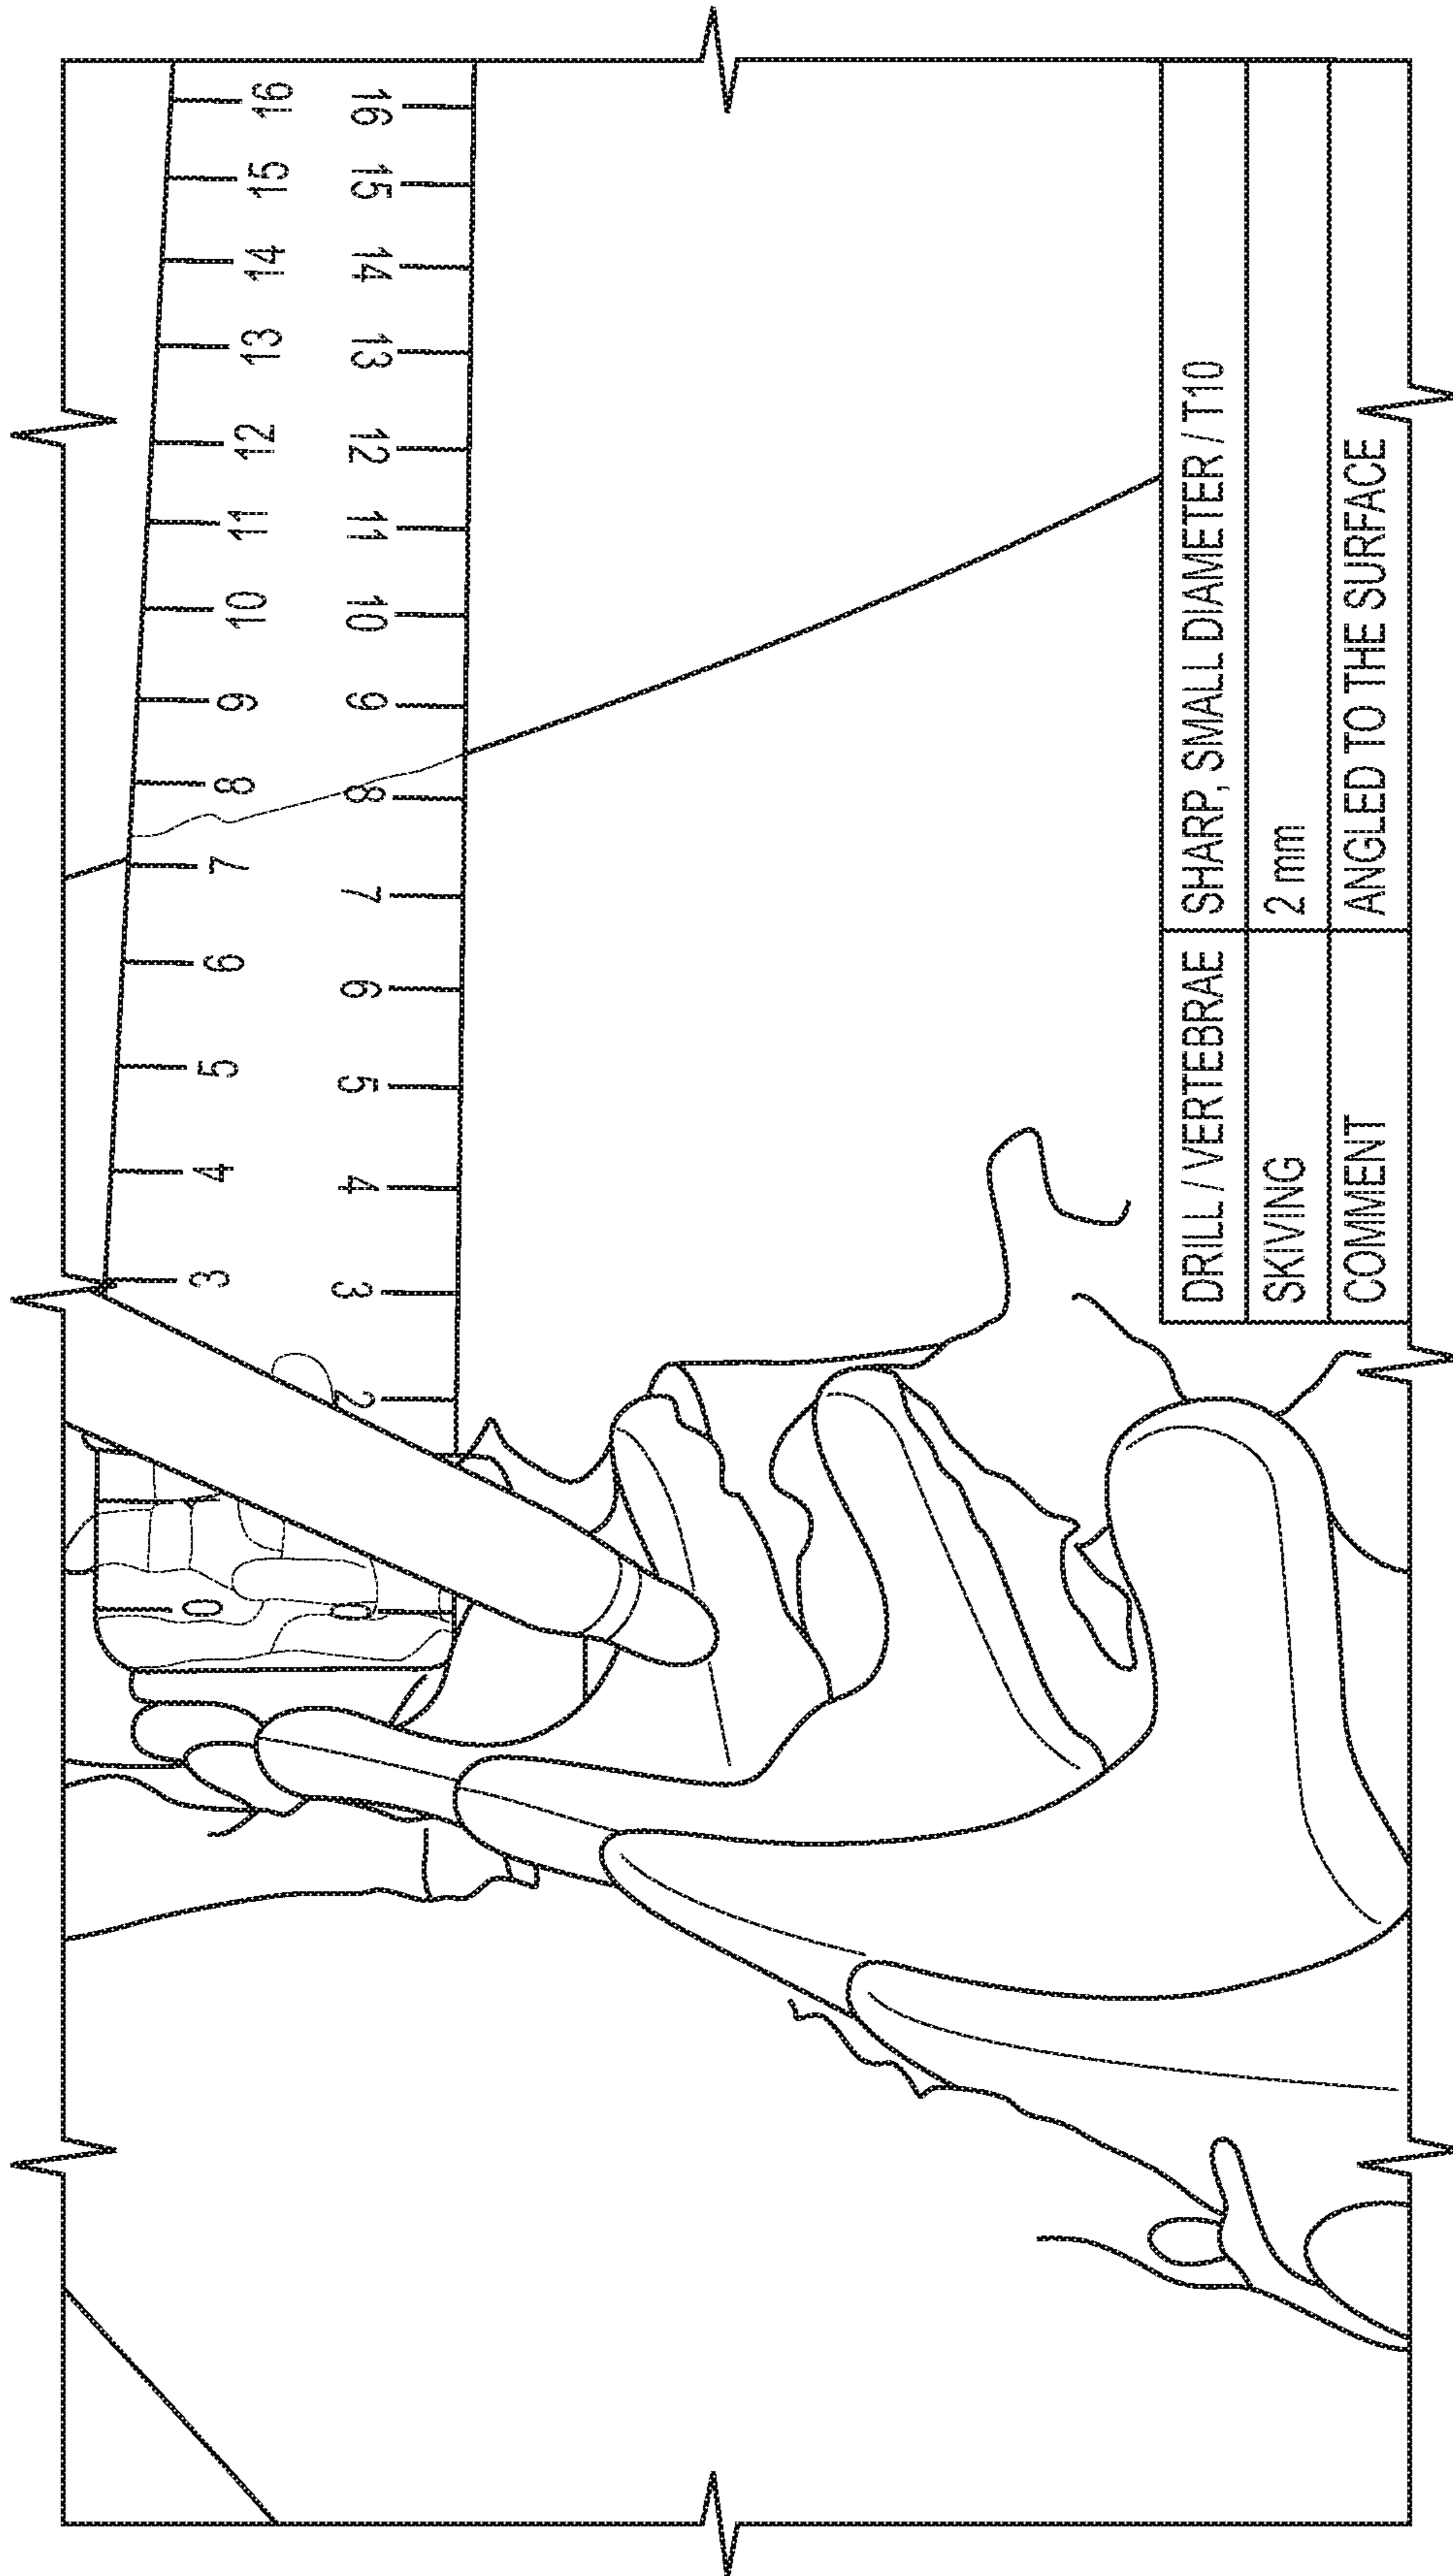 0 3 4 5 6 7 8 9 10 11 12 13 14 15 16
0 2 3 4 5 6 7 8 9 10 11 12 13 14 15 16
DRILL / VERTEBRAE SHARP, SMALL DIAMETER / T10
SKIVING 2 mm
COMMENT ANGLED TO THE SURFACE